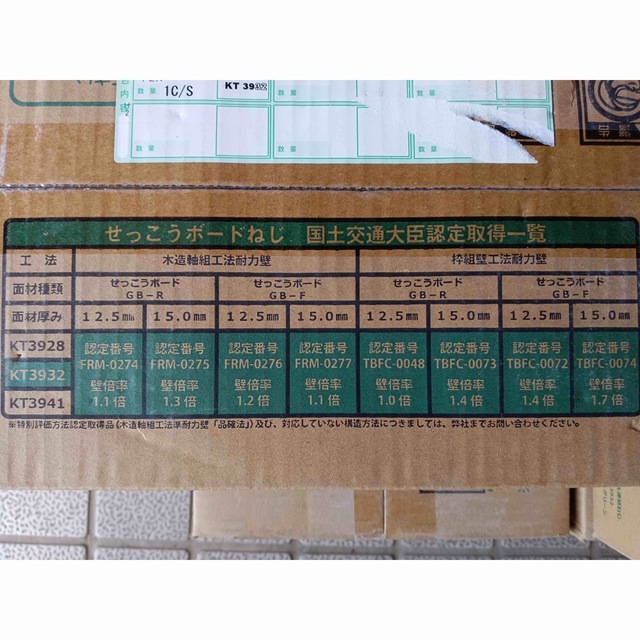 数量 1C/S KT 3932 数量
数量 数量 数量
警告
せっこうボードねじ 国土交通大臣認定取得一覧
工法 木造軸組工法耐力壁 枠組壁工法耐力壁
面材種類 せっこうボード GB-R せっこうボード GB-F せっこうボード GB-R せっこうボード GB-F
面材厚み 12.5mm 15.0mm 12.5mm 15.0mm 12.5mm 15.0mm 12.5mm 15.0mm
KT3928 認定番号 認定番号 認定番号 認定番号 認定番号 認定番号 認定番号 認定番号
FRM-0274 FRM-0275 FRM-0276 FRM-0277 TBFC-0048 TBFC-0073 TBFC-0072 TBFC-0074
KT3932 壁倍率 壁倍率 壁倍率 壁倍率 壁倍率 壁倍率 壁倍率 壁倍率
KT3941 1.1倍 1.3倍 1.2倍 1.1倍 1.0倍 1.4倍 1.4倍 1.7倍
※特別評価方法認定取得品(木造軸組工法準耐力壁「品確法」)及び、対応していない構造方法につきましては、弊社までお問い合わせください。